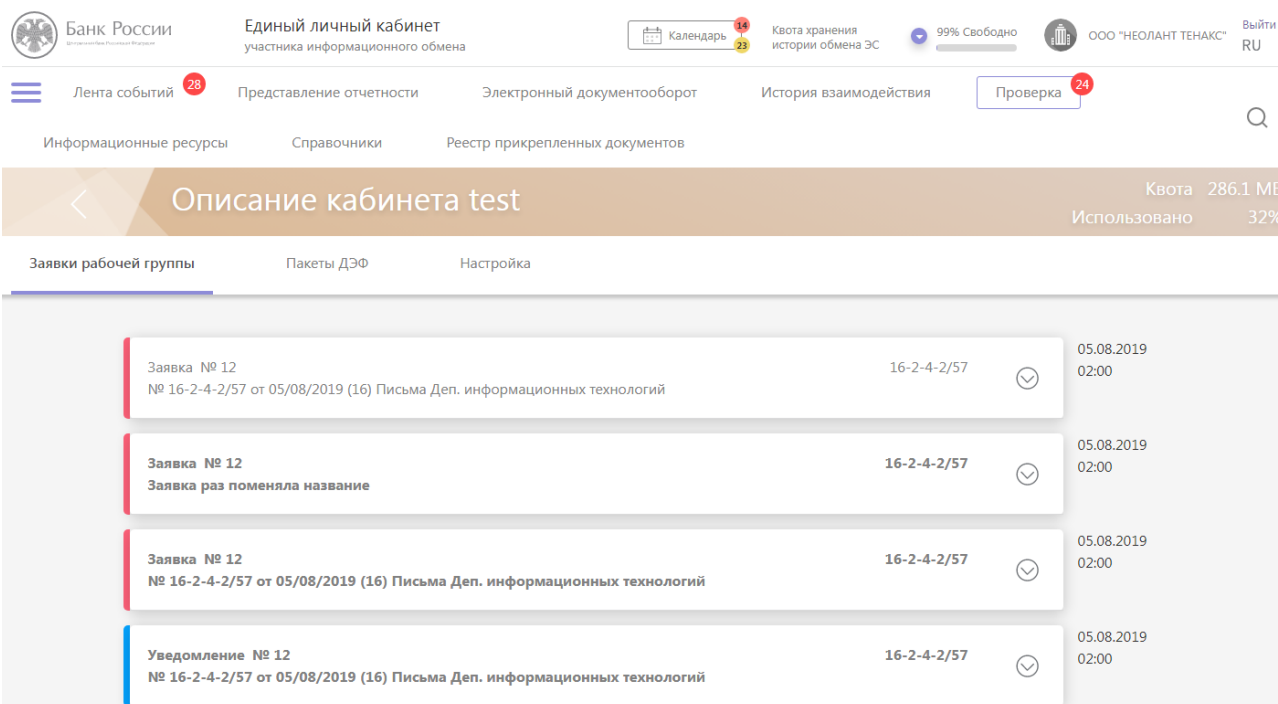 Банк России
Единый личный кабинет
участника информационного обмена
Календарь
14
23
Квота хранения
истории обмена ЭС
99% Свободно
ООО "НЕОЛАНТ ТЕНАКС"
Выйти
RU
Лента событий
28
Представление отчетности
Электронный документооборот
История взаимодействия
Проверка
24
Информационные ресурсы
Справочники
Реестр прикрепленных документов
Описание кабинета test
Квота 286.1 МБ
Использовано 32%
Заявки рабочей группы
Пакеты ДЭФ
Настройка
Заявка № 12
16-2-4-2/57
№ 16-2-4-2/57 от 05/08/2019 (16) Письма Деп. информационных технологий
05.08.2019
02:00
Заявка № 12
16-2-4-2/57
Заявка раз поменяла название
05.08.2019
02:00
Заявка № 12
16-2-4-2/57
№ 16-2-4-2/57 от 05/08/2019 (16) Письма Деп. информационных технологий
05.08.2019
02:00
Уведомление № 12
16-2-4-2/57
№ 16-2-4-2/57 от 05/08/2019 (16) Письма Деп. информационных технологий
05.08.2019
02:00